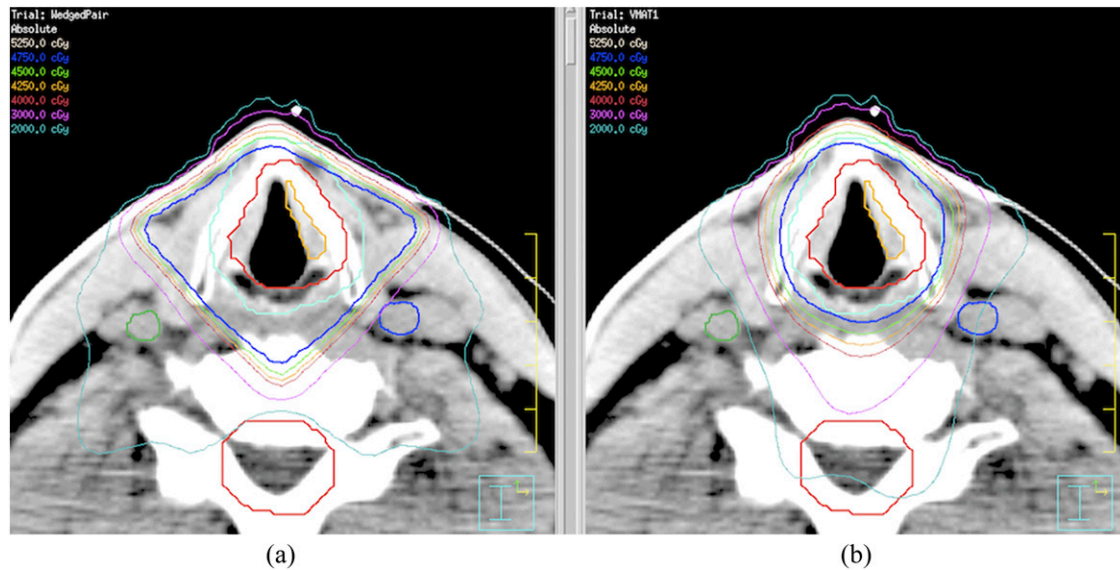 Trial: WedgedPair
Absolute
5250.0 cGy
4750.0 cGy
4500.0 cGy
4250.0 cGy
4000.0 cGy
3000.0 cGy
2000.0 cGy
Trial: VMAT1
Absolute
5250.0 cGy
4750.0 cGy
4500.0 cGy
4250.0 cGy
4000.0 cGy
3000.0 cGy
2000.0 cGy
(a)
(b)